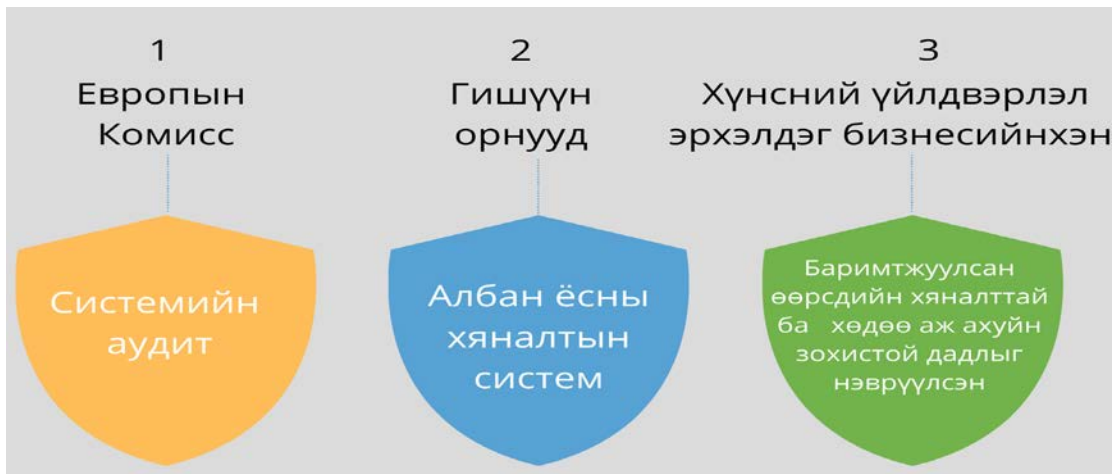 1
Европын
Комисс
Системийн
аудит
2
Гишүүн
орнууд
Албан ёсны
хяналтын
систем
3
Хүнсний үйлдвэрлэл
эрхэлдэг бизнесийнхэн
Баримтжуулсан
өөрсдийн хяналттай
ба хөдөө аж ахуйн
зохистой дадлыг
нэврүүлсэн